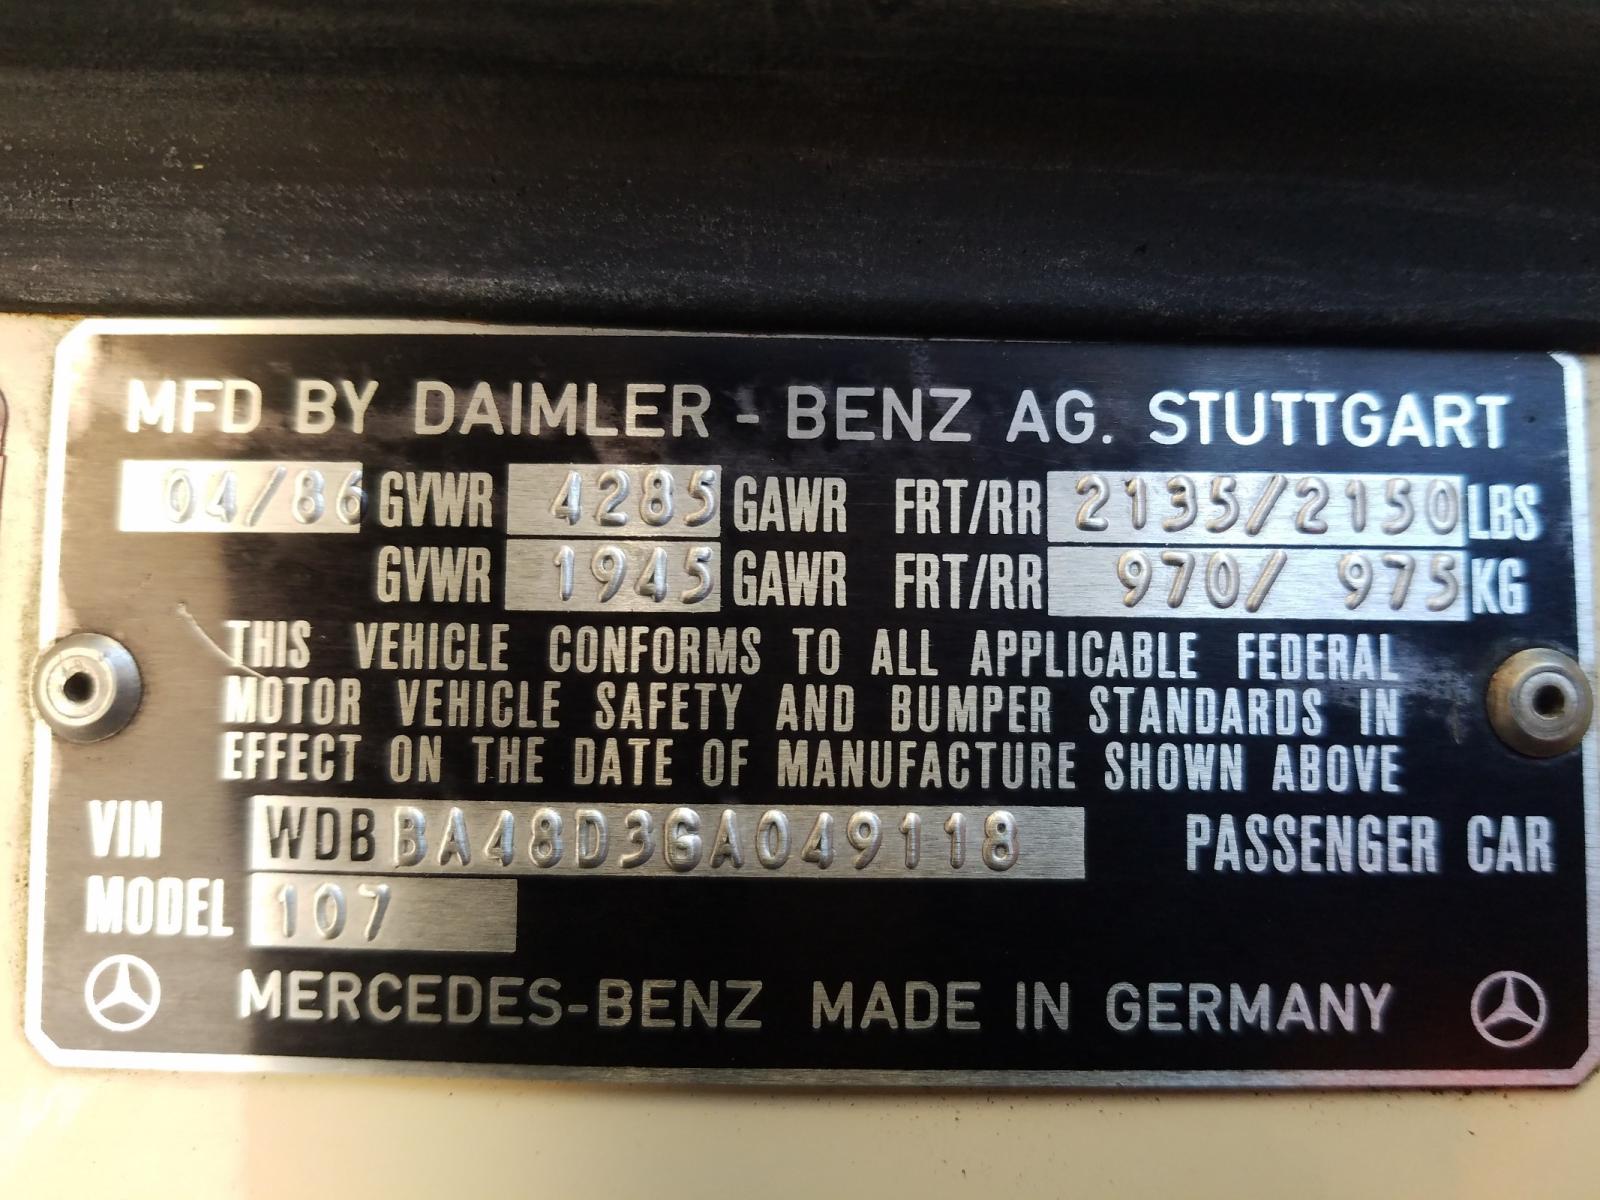 MFD BY DAIMLER - BENZ AG. STUTTGART
04/86 GVWR 4285 GAWR FRT/RR 2135/2150 LBS
GVWR 1945 GAWR FRT/RR 970/ 975 KG
THIS VEHICLE CONFORMS TO ALL APPLICABLE FEDERAL
MOTOR VEHICLE SAFETY AND BUMPER STANDARDS IN
EFFECT ON THE DATE OF MANUFACTURE SHOWN ABOVE
VIN WDBBA48D3GA049118 PASSENGER CAR
MODEL 107
MERCEDES-BENZ MADE IN GERMANY